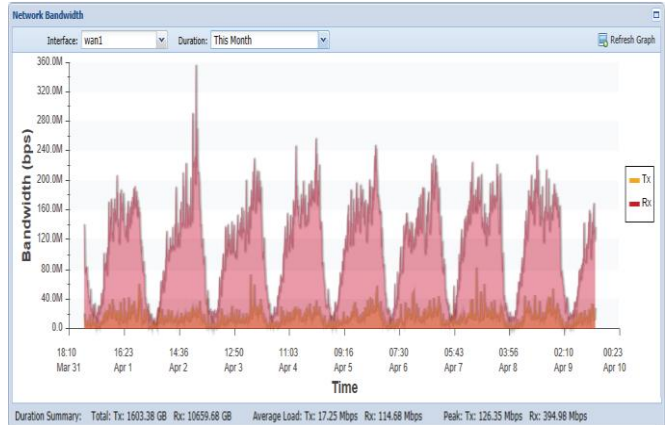 Network Bandwidth
Interface: wan1 Duration: This Month Refresh Graph
360.0M
320.0M
280.0M
240.0M
200.0M
160.0M
120.0M
80.0M
40.0M
0.0
Bandwidth (bps)
Tx
Rx
18:10 16:23 14:36 12:50 11:03 09:16 07:30 05:43 03:56 02:10 00:23
Mar 31 Apr 1 Apr 2 Apr 3 Apr 4 Apr 5 Apr 6 Apr 7 Apr 8 Apr 9 Apr 10
Time
Duration Summary: Total: Tx: 1603.38 GB Rx: 10659.68 GB Average Load: Tx: 17.25 Mbps Rx: 114.68 Mbps Peak: Tx: 126.35 Mbps Rx: 394.98 Mbps